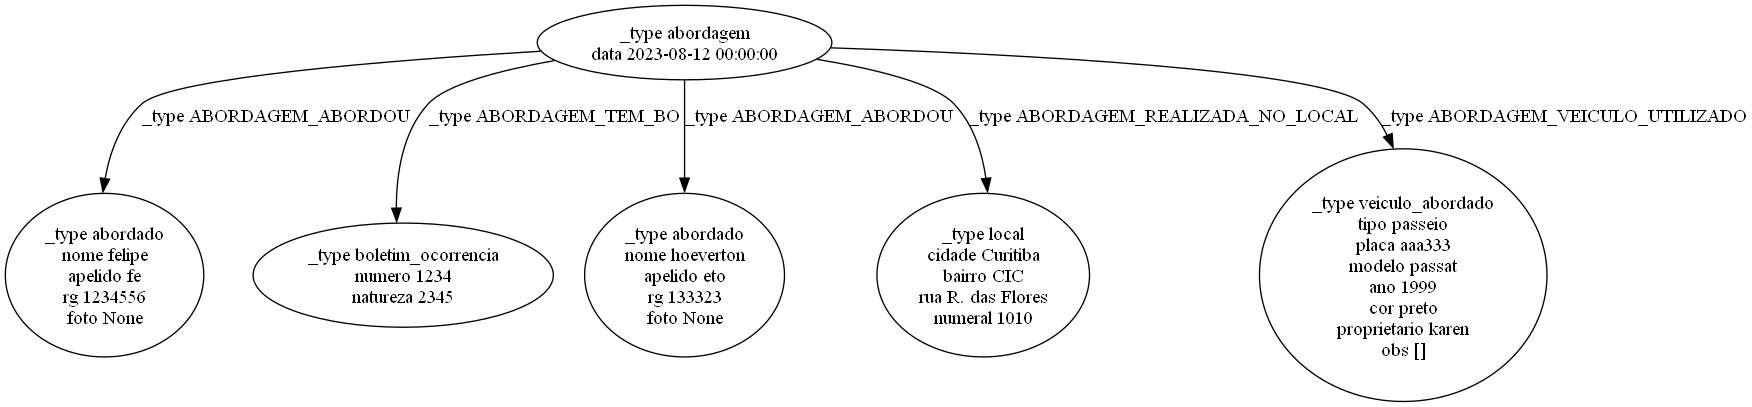 _type abordagem
data 2023-08-12 00:00:00
_type ABORDAGEM_ABORDOU
_type ABORDAGEM_TEM_BO
_type ABORDAGEM_ABORDOU
_type ABORDAGEM_REALIZADA_NO_LOCAL
_type ABORDAGEM_VEICULO_UTILIZADO
_type abordado
nome felipe
apelido fe
rg 1234556
foto None
_type boletim_ocorrencia
numero 1234
natureza 2345
_type abordado
nome hoeverton
apelido eto
rg 133323
foto None
_type local
cidade Curitiba
bairro CIC
rua R. das Flores
numeral 1010
_type veiculo_abordado
tipo passeio
placa aaa333
modelo passat
ano 1999
cor preto
proprietario karen
obs []